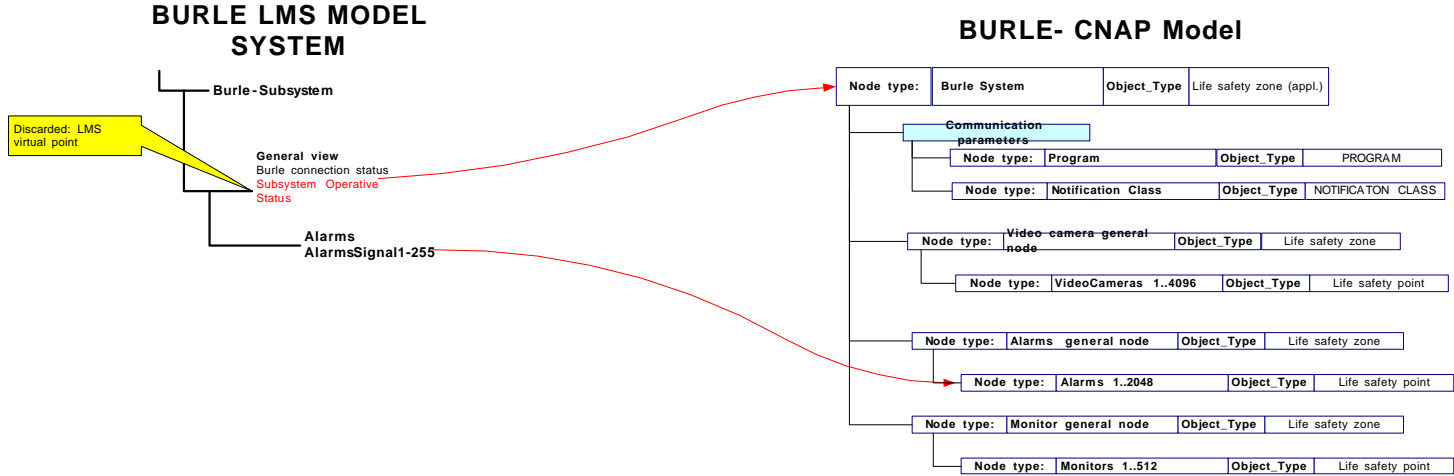 BURLE LMS MODEL
SYSTEM
Burle-Subsystem
Discarded: LMS
virtual point
General view
Burle connection status
Subsystem Operative
Status
Alarms
AlarmsSignal1-255
BURLE- CNAP Model
Node type: Burle System Object_Type Life safety zone (appl.)
Communication
parameters
Node type: Program Object_Type PROGRAM
Node type: Notification Class Object_Type NOTIFICATON CLASS
Node type: Video camera general
node Object_Type Life safety zone
Node type: VideoCameras 1..4096 Object_Type Life safety point
Node type: Alarms general node Object_Type Life safety zone
Node type: Alarms 1..2048 Object_Type Life safety point
Node type: Monitor general node Object_Type Life safety zone
Node type: Monitors 1..512 Object_Type Life safety point